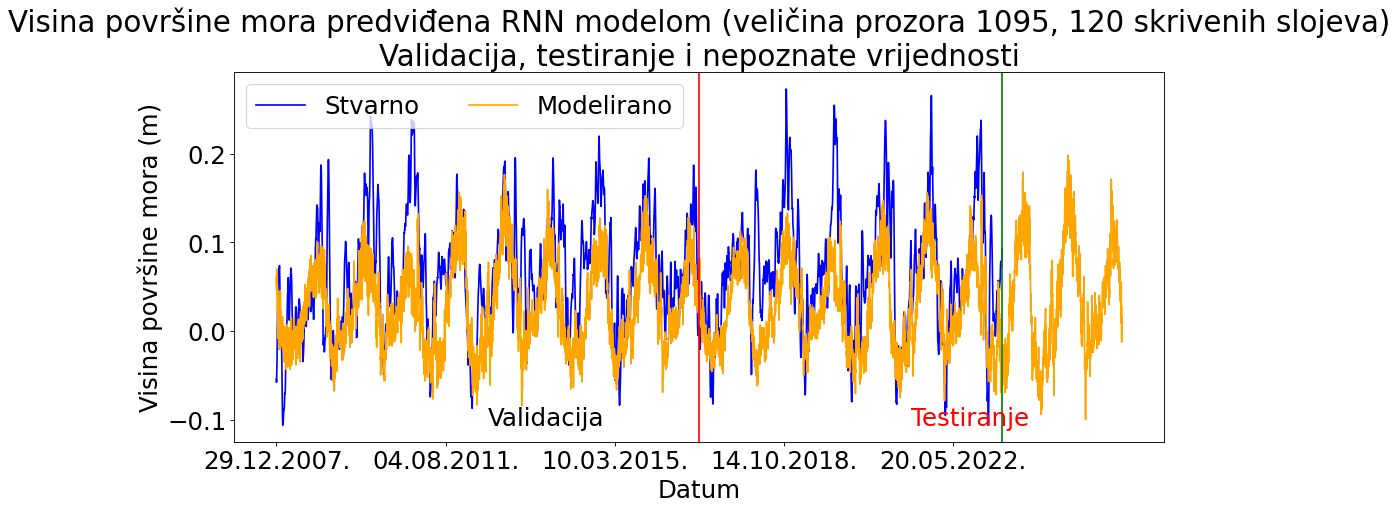 Visina površine mora predviđena RNN modelom (veličina prozora 1095, 120 skrivenih slojeva)
Validacija, testiranje i nepoznate vrijednosti
Stvarno
Modelirano
Visina površine mora (m)
0.2
0.1
0.0
−0.1
Validacija
Testiranje
29.12.2007.
04.08.2011.
10.03.2015.
14.10.2018.
20.05.2022.
Datum